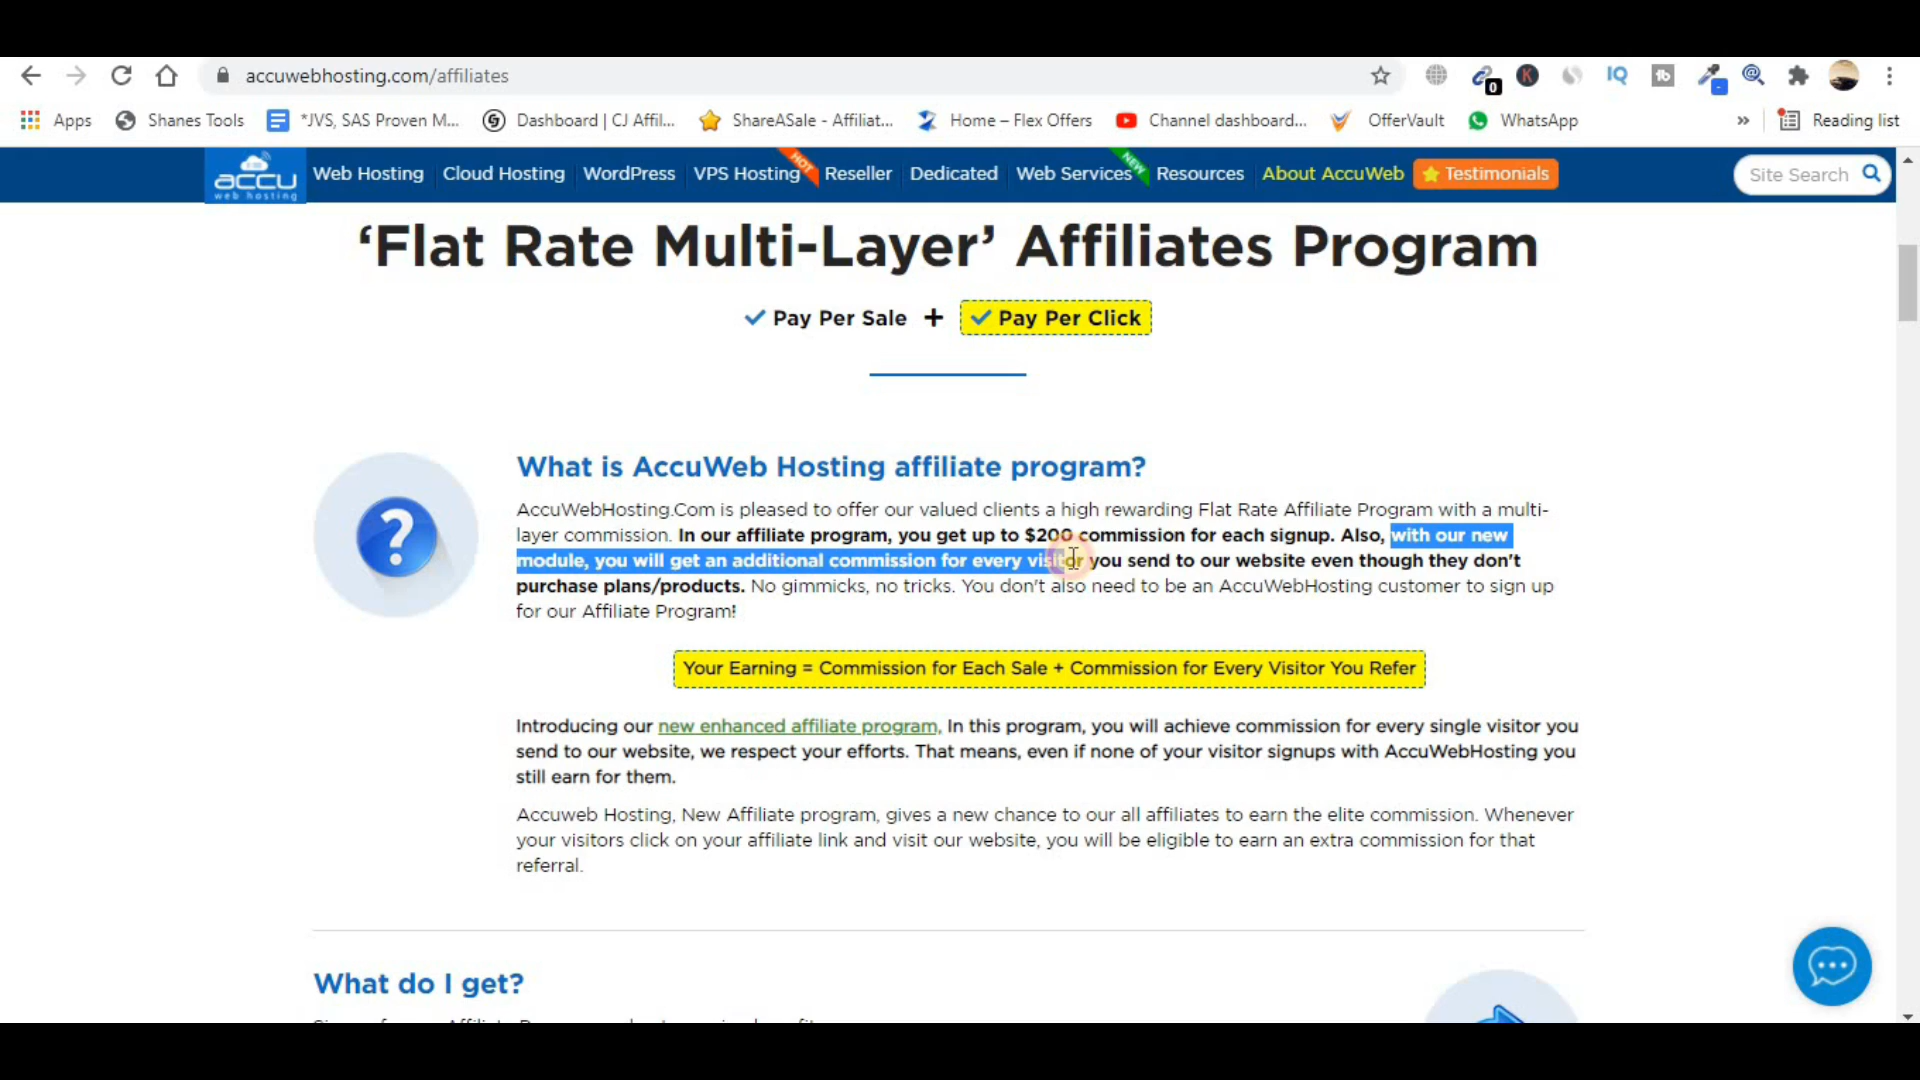 accuwebhosting.com/affiliates
0
K
IQ
tb
Apps
Shanes Tools
*JVS, SAS Proven M...
Dashboard | CJ Affil...
ShareASale - Affiliat...
Home – Flex Offers
Channel dashboard...
OfferVault
WhatsApp
»
Reading list
accu
web hosting
Web Hosting
Cloud Hosting
WordPress
VPS Hosting
HOT
Reseller
Dedicated
Web Services
NEW
Resources
About AccuWeb
Testimonials
Site Search
‘Flat Rate Multi-Layer’ Affiliates Program
Pay Per Sale + Pay Per Click
What is AccuWeb Hosting affiliate program?
AccuWebHosting.Com is pleased to offer our valued clients a high rewarding Flat Rate Affiliate Program with a multi-
layer commission. In our affiliate program, you get up to $200 commission for each signup. Also, with our new
module, you will get an additional commission for every visitor you send to our website even though they don't
purchase plans/products. No gimmicks, no tricks. You don't also need to be an AccuWebHosting customer to sign up
for our Affiliate Program!
?
Your Earning = Commission for Each Sale + Commission for Every Visitor You Refer
Introducing our new enhanced affiliate program, In this program, you will achieve commission for every single visitor you
send to our website, we respect your efforts. That means, even if none of your visitor signups with AccuWebHosting you
still earn for them.
Accuweb Hosting, New Affiliate program, gives a new chance to our all affiliates to earn the elite commission. Whenever
your visitors click on your affiliate link and visit our website, you will be eligible to earn an extra commission for that
referral.
What do I get?